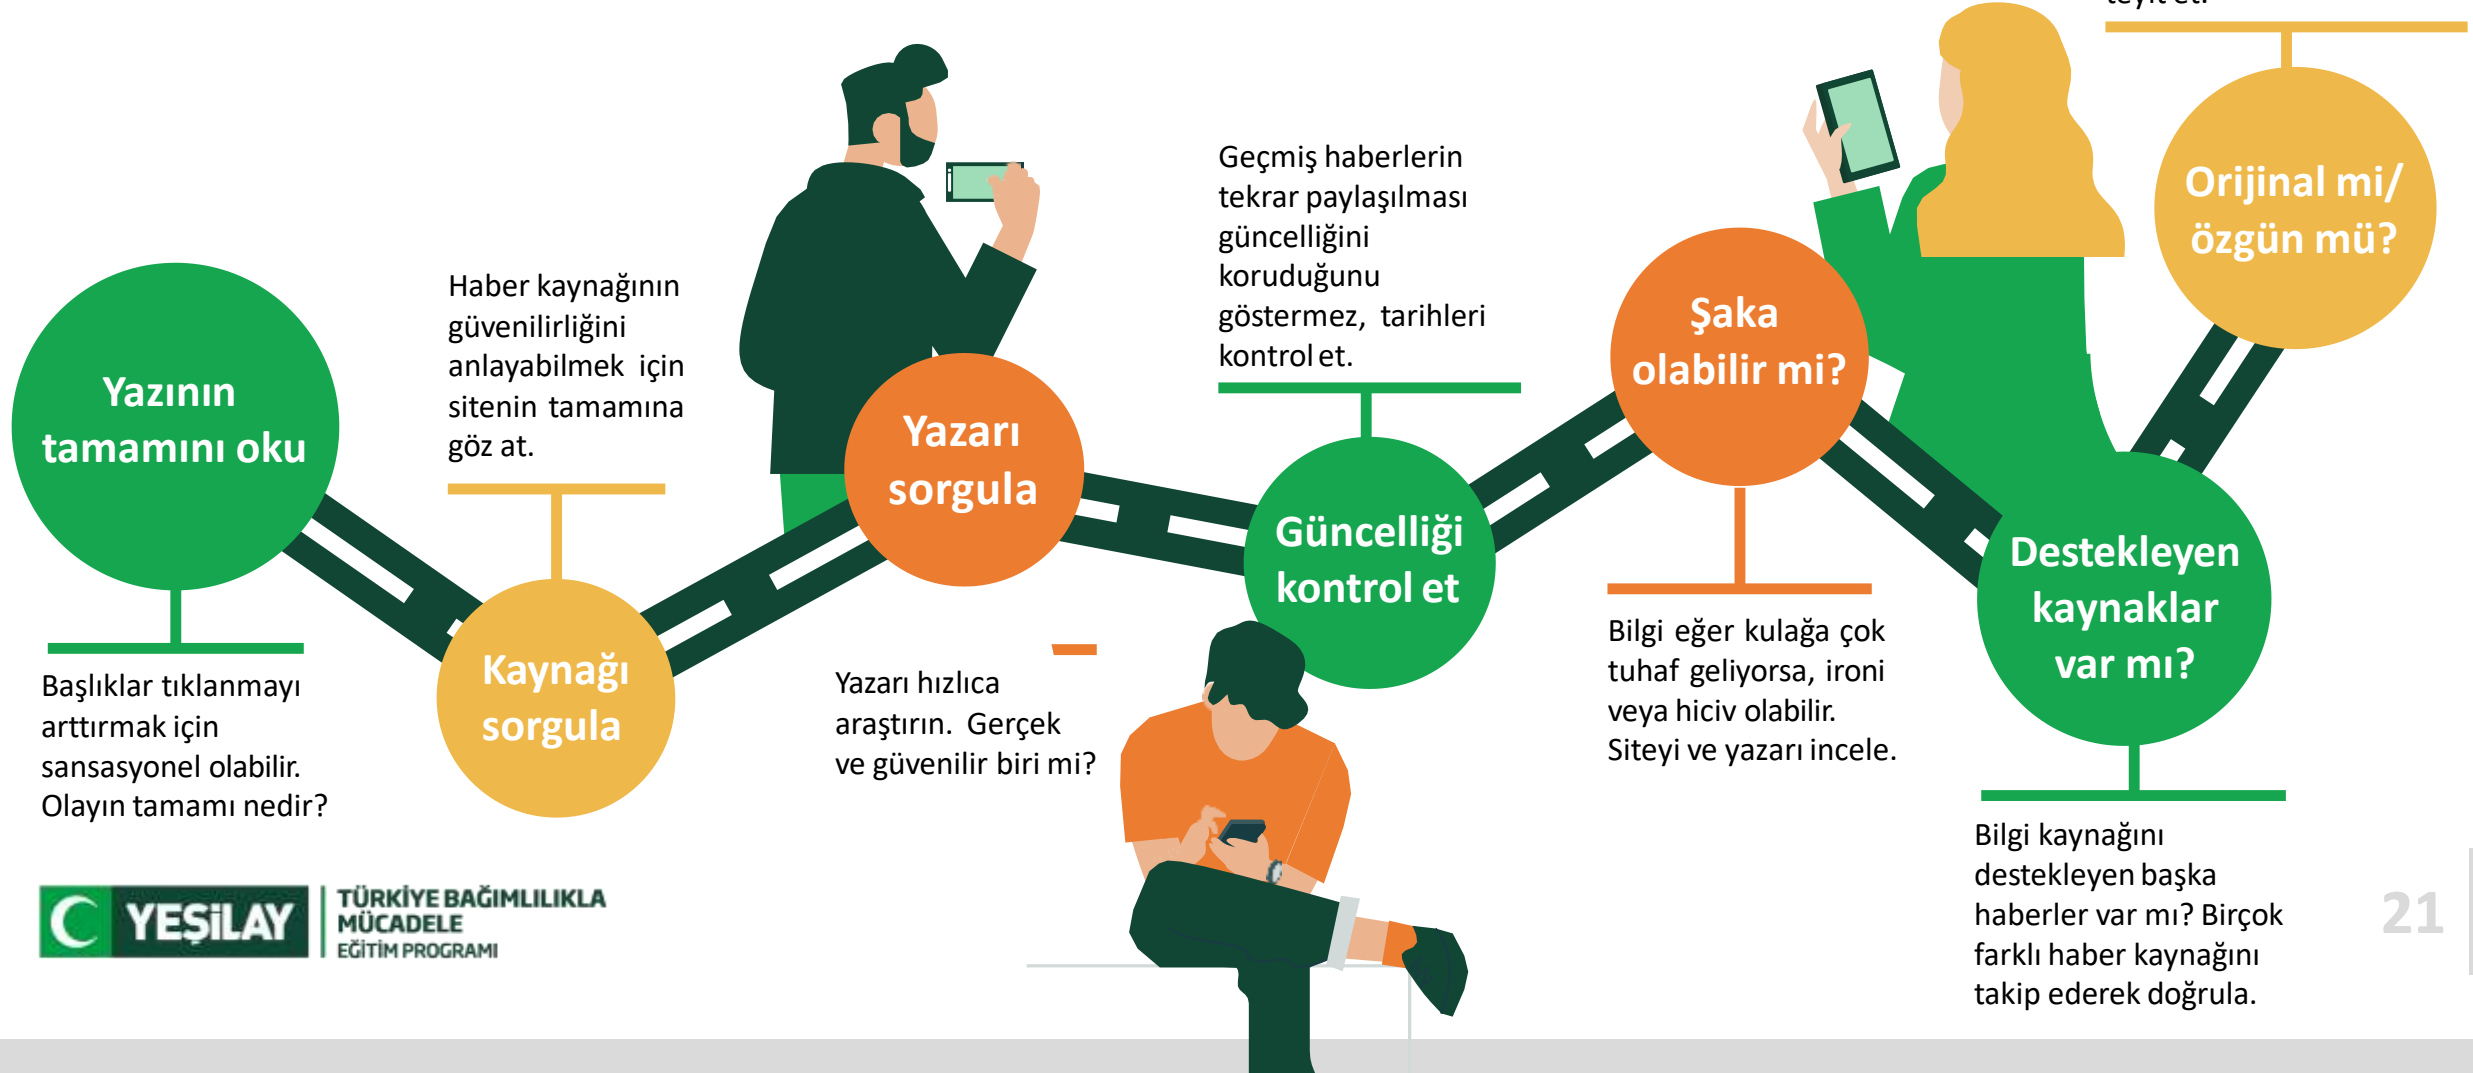 Yazının
tamamını oku
Başlıklar tıklanmayı
arttırmak için
sansasyonel olabilir.
Olayın tamamı nedir?
Haber kaynağının
güvenilirliğini
anlayabilmek için
sitenin tamamına
göz at.
Kaynağı
sorgula
Yazarı
sorgula
Yazarı hızlıca
araştırın. Gerçek
ve güvenilir biri mi?
Geçmiş haberlerin
tekrar paylaşılması
güncelliğini
koruduğunu
göstermez, tarihleri
kontrol et.
Güncelliği
kontrol et
Şaka
olabilir mi?
Bilgi eğer kulağa çok
tuhaf geliyorsa, ironi
veya hiciv olabilir.
Siteyi ve yazarı incele.
Destekleyen
kaynaklar
var mı?
Bilgi kaynağını
destekleyen başka
haberler var mı? Birçok
farklı haber kaynağını
takip ederek doğrula.
Orijinal mi/
özgün mü?
YEŞİLAY
TÜRKİYE BAĞIMLILIKLA
MÜCADELE
EĞİTİM PROGRAMI
21